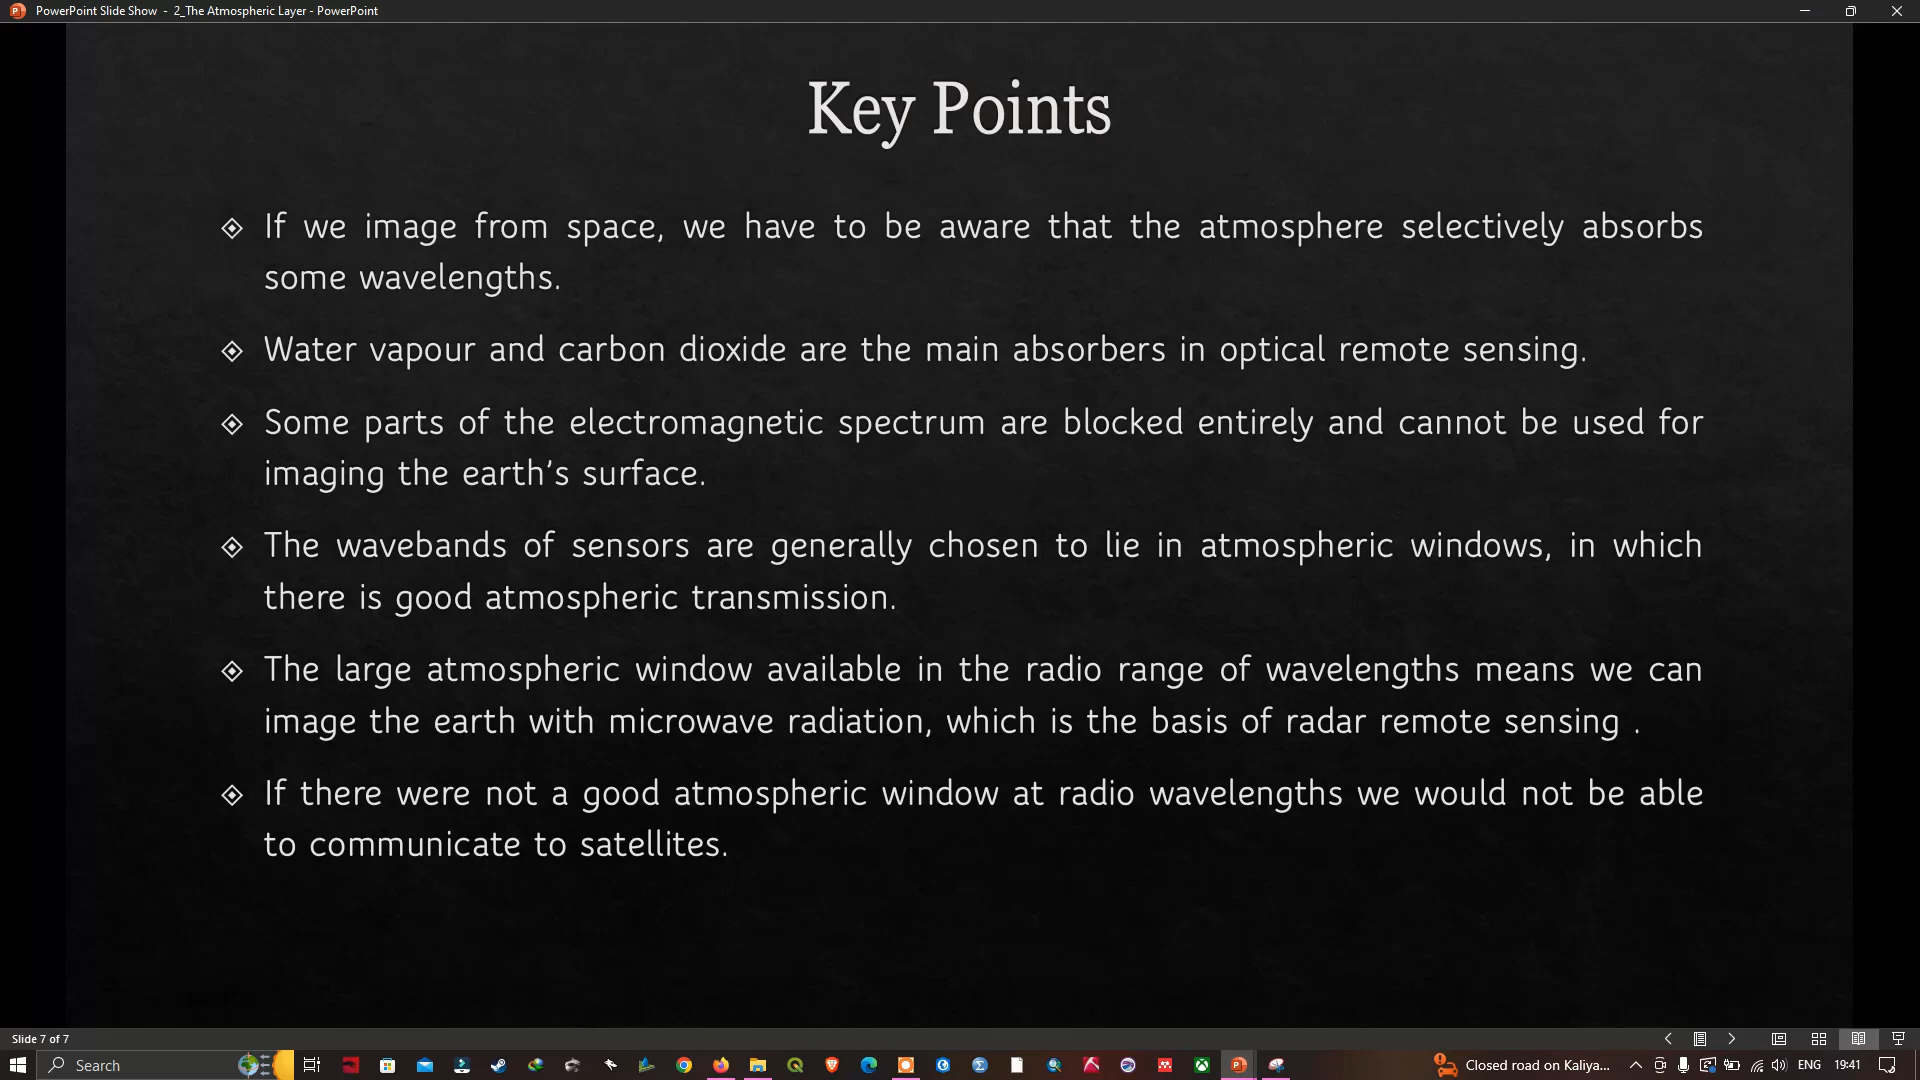 PowerPoint Slide Show - 2_The Atmospheric Layer - PowerPoint
Key Points
If we image from space, we have to be aware that the atmosphere selectively absorbs
some wavelengths.
Water vapour and carbon dioxide are the main absorbers in optical remote sensing.
Some parts of the electromagnetic spectrum are blocked entirely and cannot be used for
imaging the earth’s surface.
The wavebands of sensors are generally chosen to lie in atmospheric windows, in which
there is good atmospheric transmission.
The large atmospheric window available in the radio range of wavelengths means we can
image the earth with microwave radiation, which is the basis of radar remote sensing .
If there were not a good atmospheric window at radio wavelengths we would not be able
to communicate to satellites.
Slide 7 of 7
Search
Closed road on Kaliya...
ENG
19:41